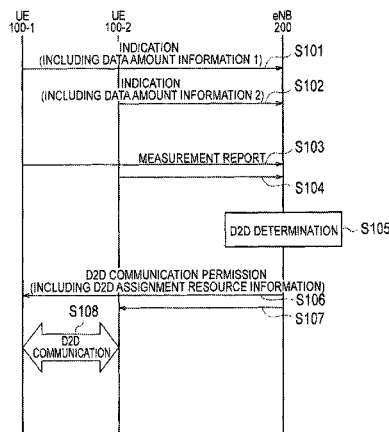 UE
100-1
UE
100-2
eNB
200
INDICATION
(INCLUDING DATA AMOUNT INFORMATION 1)
S101
INDICATION
(INCLUDING DATA AMOUNT INFORMATION 2)
S102
MEASUREMENT REPORT
S103
S104
D2D DETERMINATION
S105
D2D COMMUNICATION PERMISSION
(INCLUDING D2D ASSIGNMENT RESOURCE INFORMATION)
S106
S107
S108
D2D
COMMUNICATION